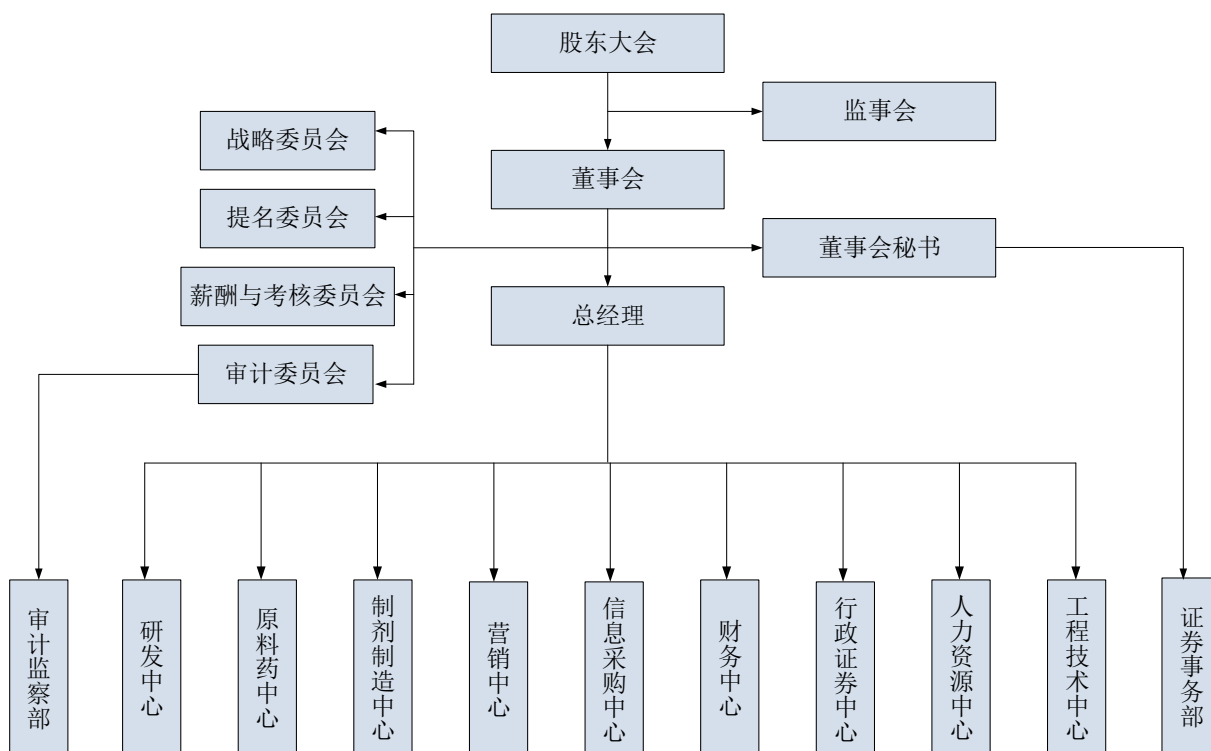 股东大会
监事会
战略委员会
董事会
提名委员会
董事会秘书
薪酬与考核委员会
总经理
审计委员会
审计监察部
研发中心
原料药中心
制剂制造中心
营销中心
信息采购中心
财务中心
行政证券中心
人力资源中心
工程技术中心
证券事务部